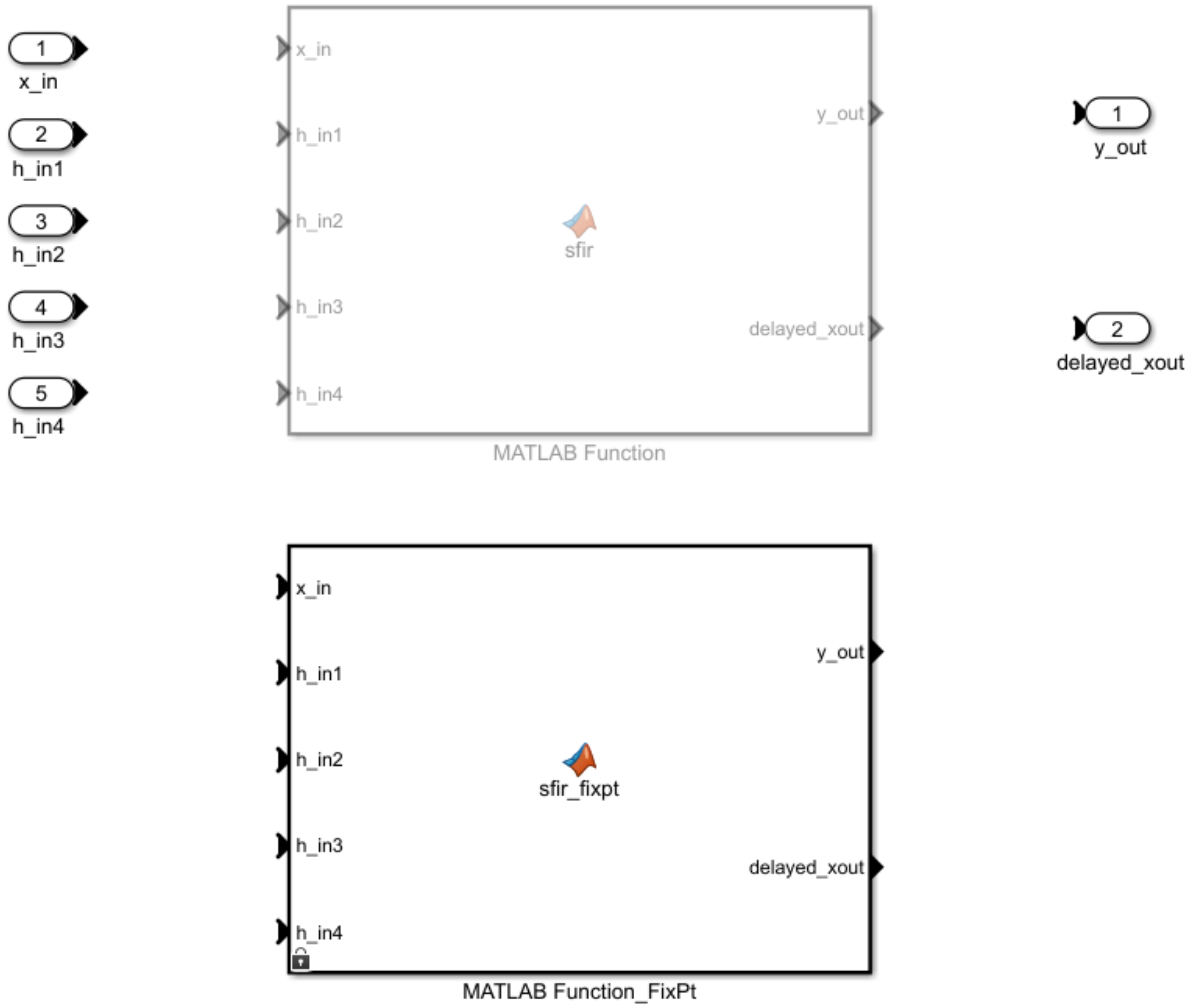 1
x_in
2
h_in1
3
h_in2
4
h_in3
5
h_in4
x_in
h_in1
h_in2
h_in3
h_in4
sfir
y_out
delayed_xout
MATLAB Function
1
y_out
2
delayed_xout
x_in
h_in1
h_in2
h_in3
h_in4
sfir_fixpt
y_out
delayed_xout
MATLAB Function_FixPt